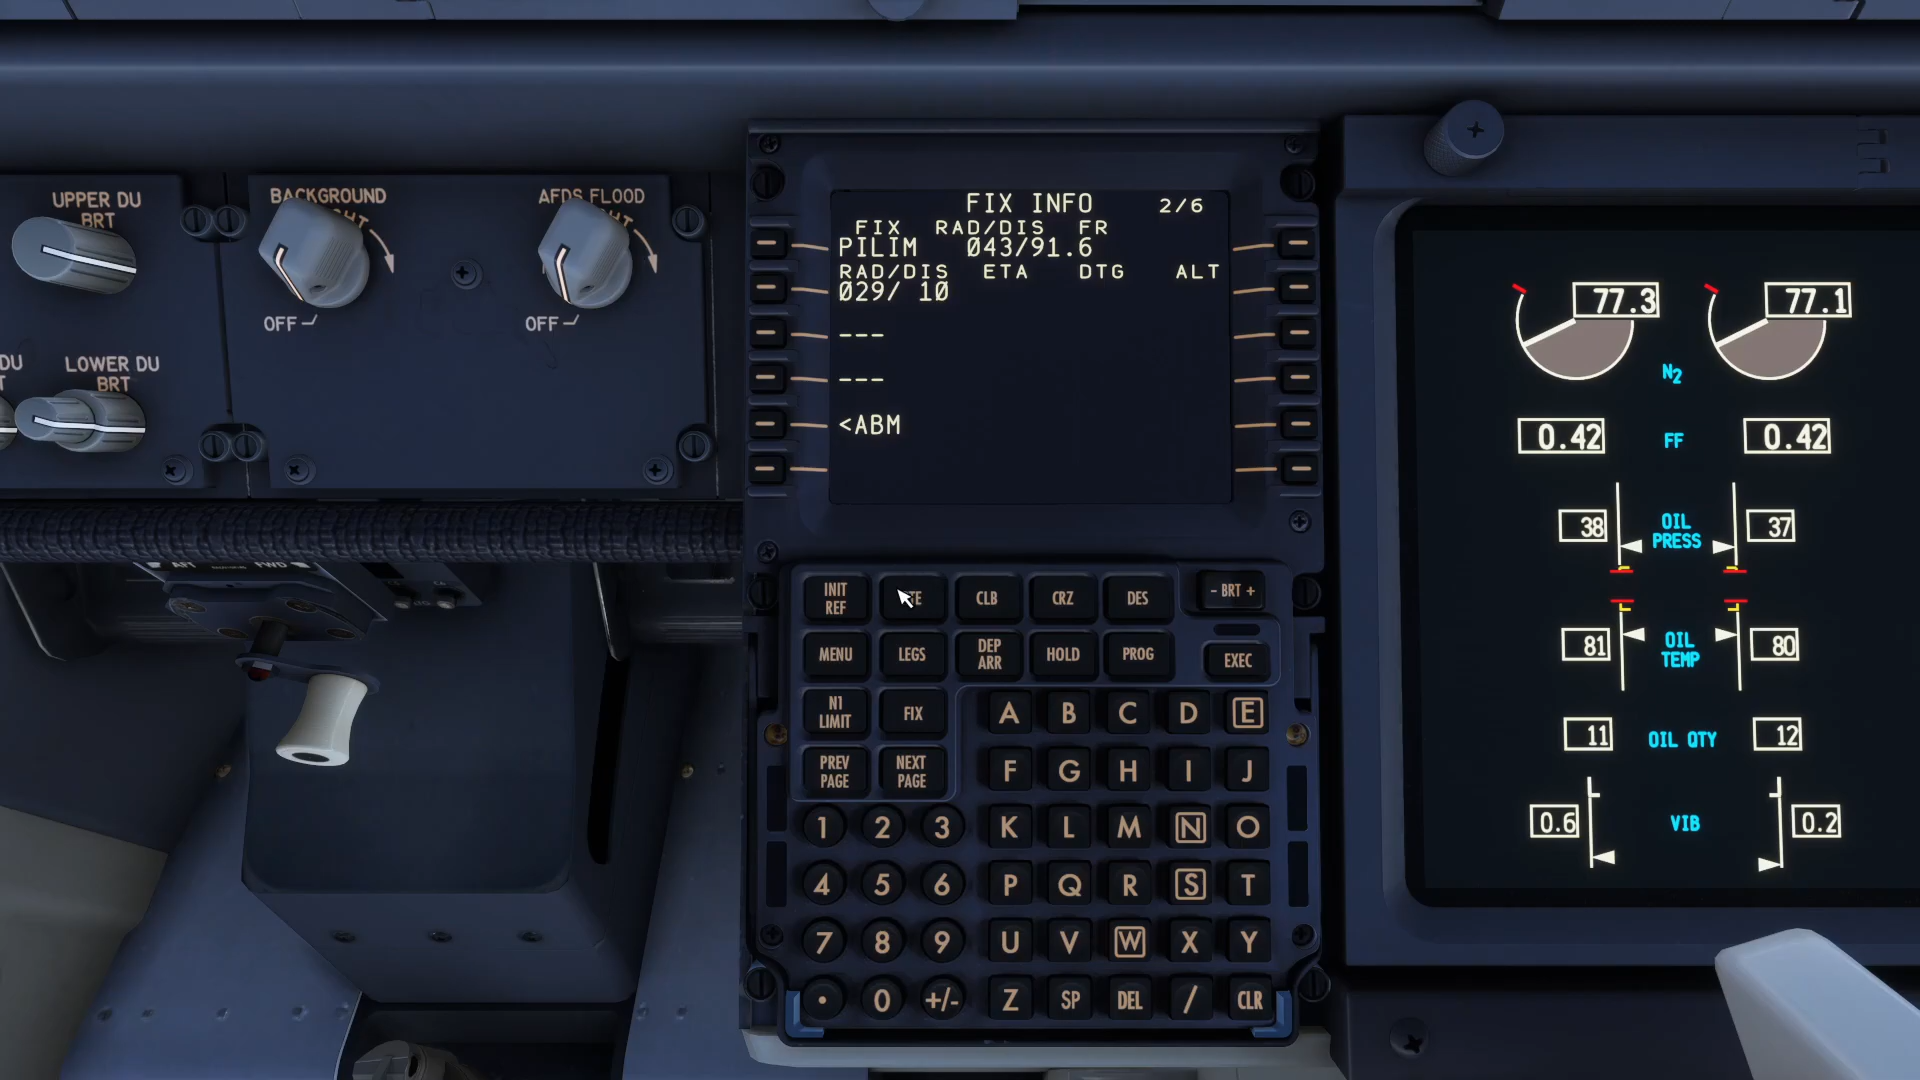 UPPER DU
BRT
BACKGROUND
OFF
AFDS FLOOD
OFF
DU
LOWER DU
BRT
AFT
FWD
FIX INFO 2/6
FIX RAD/DIS FR
PILIM 043/91.6
RAD/DIS ETA DTG ALT
029/ 10
---
---
<ABM
INIT
REF
CLB
CRZ
DES
- BRT +
MENU
LEGS
DEP
ARR
HOLD
PROG
EXEC
N1
LIMIT
FIX
PREV
PAGE
NEXT
PAGE
A B C D E
F G H I J
1 2 3 K L M N O
4 5 6 P Q R S T
7 8 9 U V W X Y
. 0 +/- Z SP DEL / CLR
77.3 77.1
N2
0.42 FF 0.42
38 OIL
PRESS 37
81 OIL
TEMP 80
11 OIL QTY 12
0.6 VIB 0.2